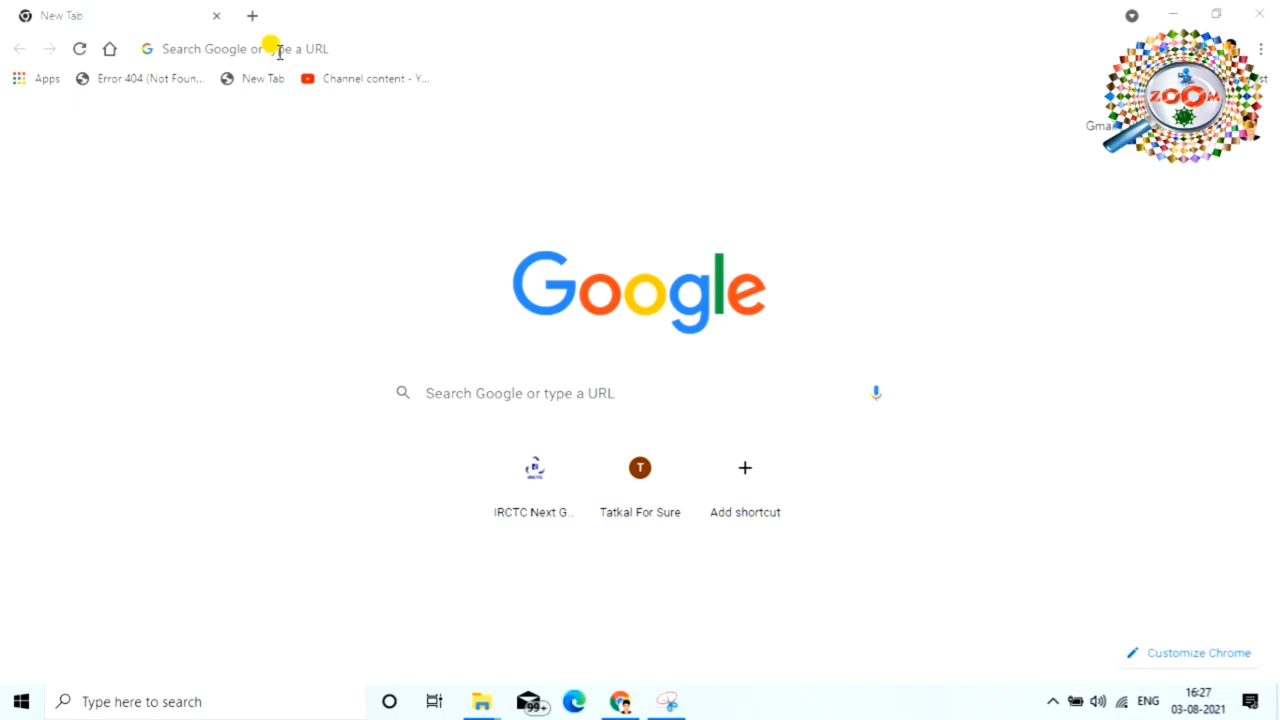 New Tab
Search Google or type a URL
Apps
Error 404 (Not Foun...
New Tab
Channel content - Y...
ZOOM
Google
Search Google or type a URL
T
IRCTC
IRCTC Next G...
Tatkal For Sure
Add shortcut
Customize Chrome
Type here to search
99+
ENG
16:27
03-08-2021